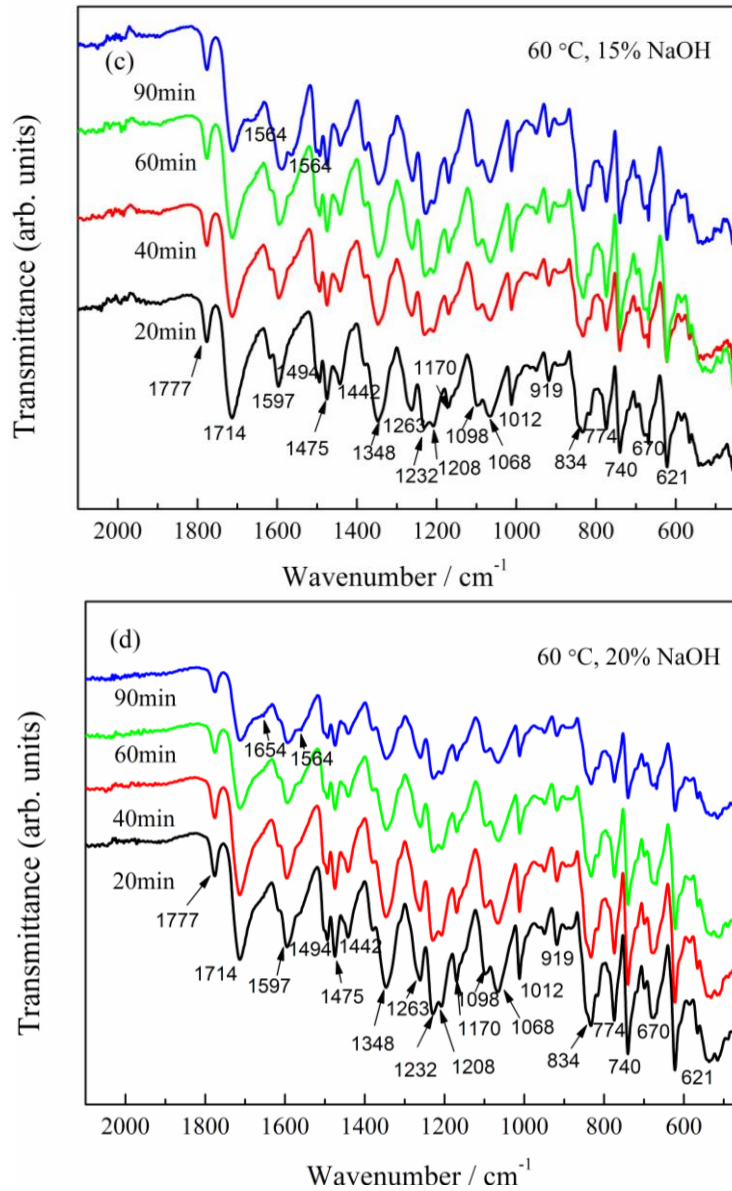 (c)
60 °C, 15% NaOH
90min
1564
60min
1564
40min
20min
1170
1777
1494
1442
919
1597
1263
1012
1714
1098
774
670
1475
1348
1232
1208
1068
834
740
621
2000 1800 1600 1400 1200 1000 800 600
Wavenumber / cm-1
Transmittance (arb. units)
(d)
60 °C, 20% NaOH
90min
1654
60min
1564
40min
20min
1777
1494
1442
919
1714
1597
1475
1263
1098
1012
1348
1170
1068
774
670
1232
1208
834
740
621
2000 1800 1600 1400 1200 1000 800 600
Wavenumber / cm-1
Transmittance (arb. units)